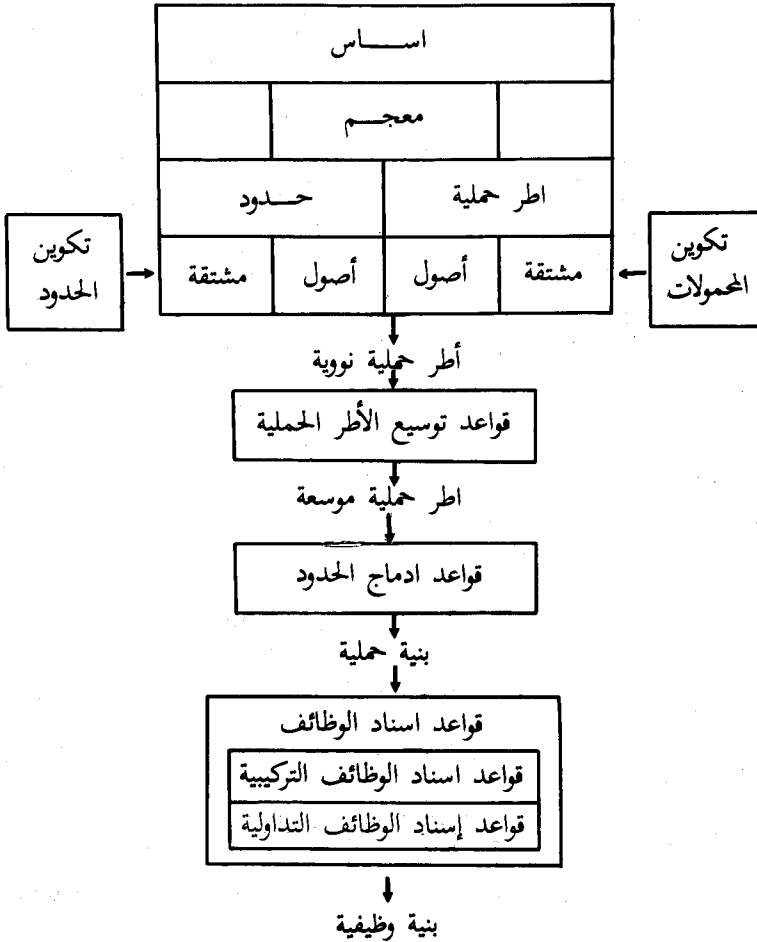 اســــاس
معجـــم
اطر حملية
حـــدود
تكوين
المحمولات
مشتقة
أصول
أصول
مشتقة
تكوين
الحدود
أطر حملية نووية
قواعد توسيع الأطر الحملية
اطر حملية موسعة
قواعد ادماج الحدود
بنية حملية
قواعد اسناد الوظائف
قواعد اسناد الوظائف التركيبية
قواعد إسناد الوظائف التداولية
بنية وظيفية